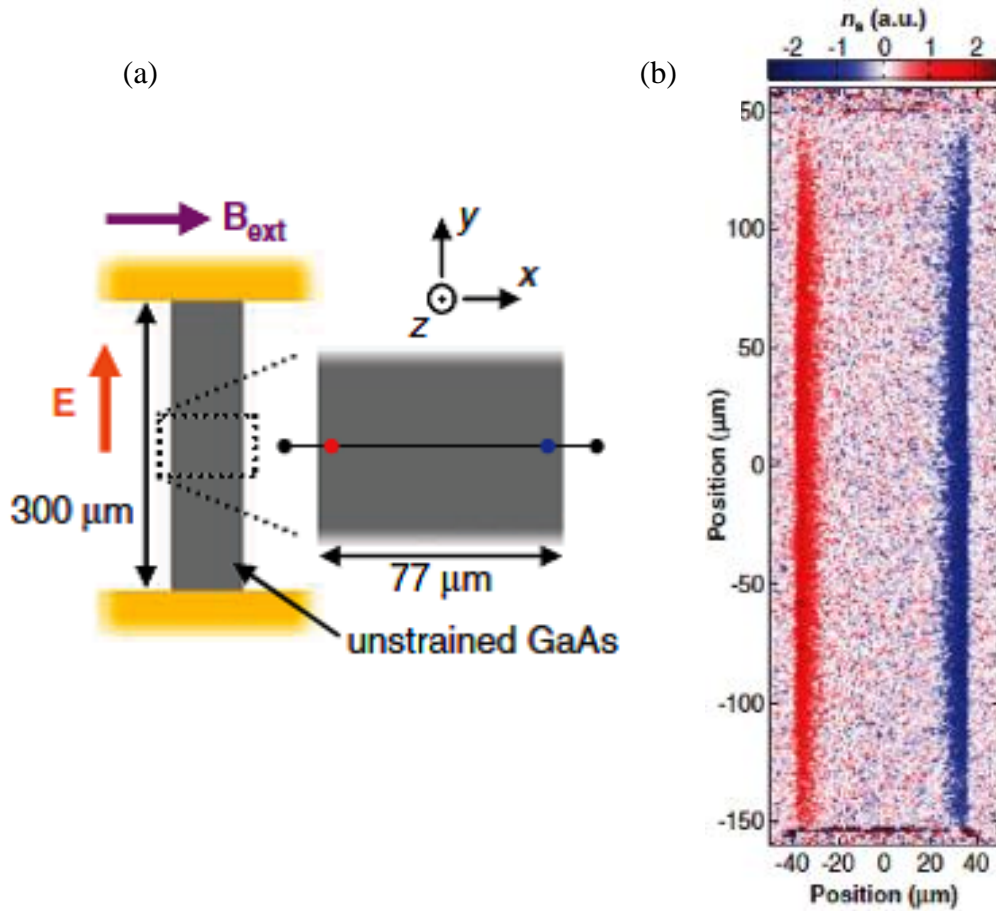 (a)
B_ext
y
x
z
E
300 µm
77 µm
unstrained GaAs
(b)
n_s (a.u.)
-2 -1 0 1 2
50
100
50
0
-50
-100
-150
Position (µm)
-40 -20 0 20 40
Position (µm)